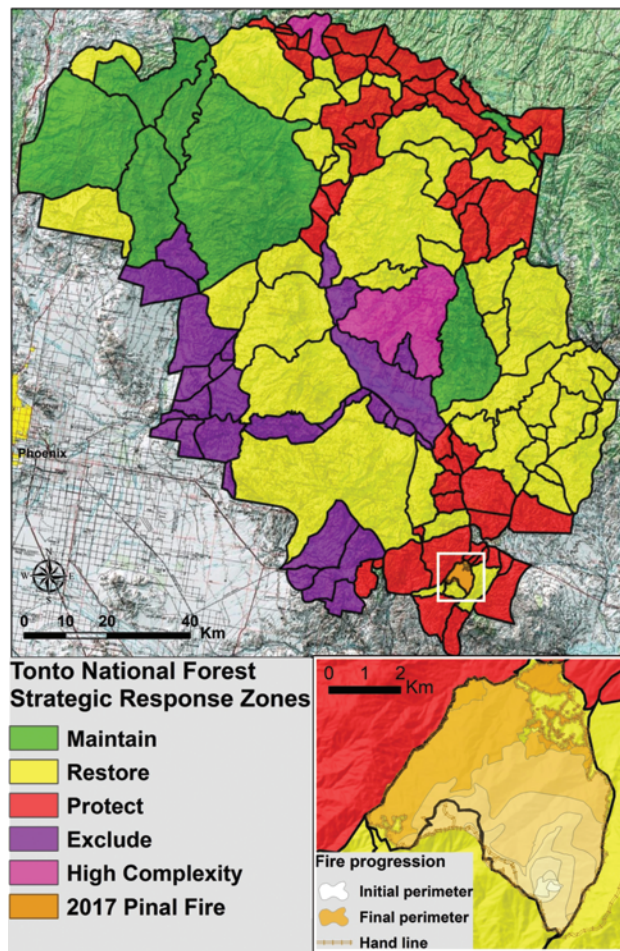 Phoenix
N
W E
S
0 10 20 40
Km
Tonto National Forest
Strategic Response Zones
Maintain
Restore
Protect
Exclude
High Complexity
2017 Pinal Fire
0 1 2
Km
Fire progression
Initial perimeter
Final perimeter
Hand line